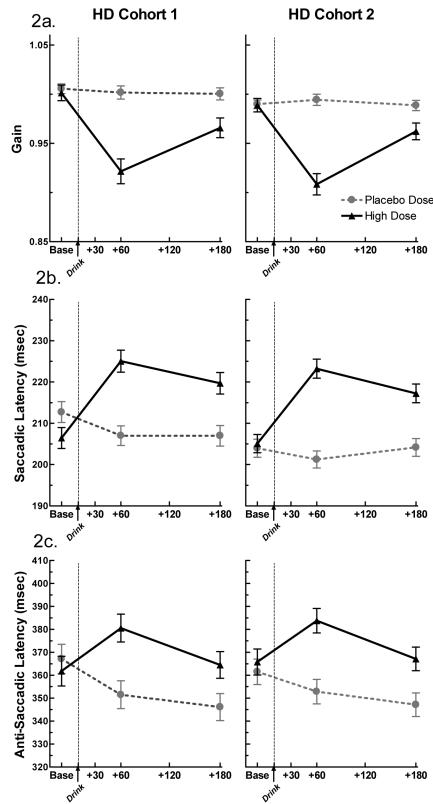 HD Cohort 1 HD Cohort 2
2a.
Gain
1.05
0.95
0.85
Placebo Dose
High Dose
Base +30 +60 +120 +180 Base +30 +60 +120 +180
Drink Drink
2b.
Saccadic Latency (msec)
240
230
220
210
200
190
Base +30 +60 +120 +180 Base +30 +60 +120 +180
Drink Drink
2c.
Anti-Saccadic Latency (msec)
410
400
390
380
370
360
350
340
330
320
Base +30 +60 +120 +180 Base +30 +60 +120 +180
Drink Drink